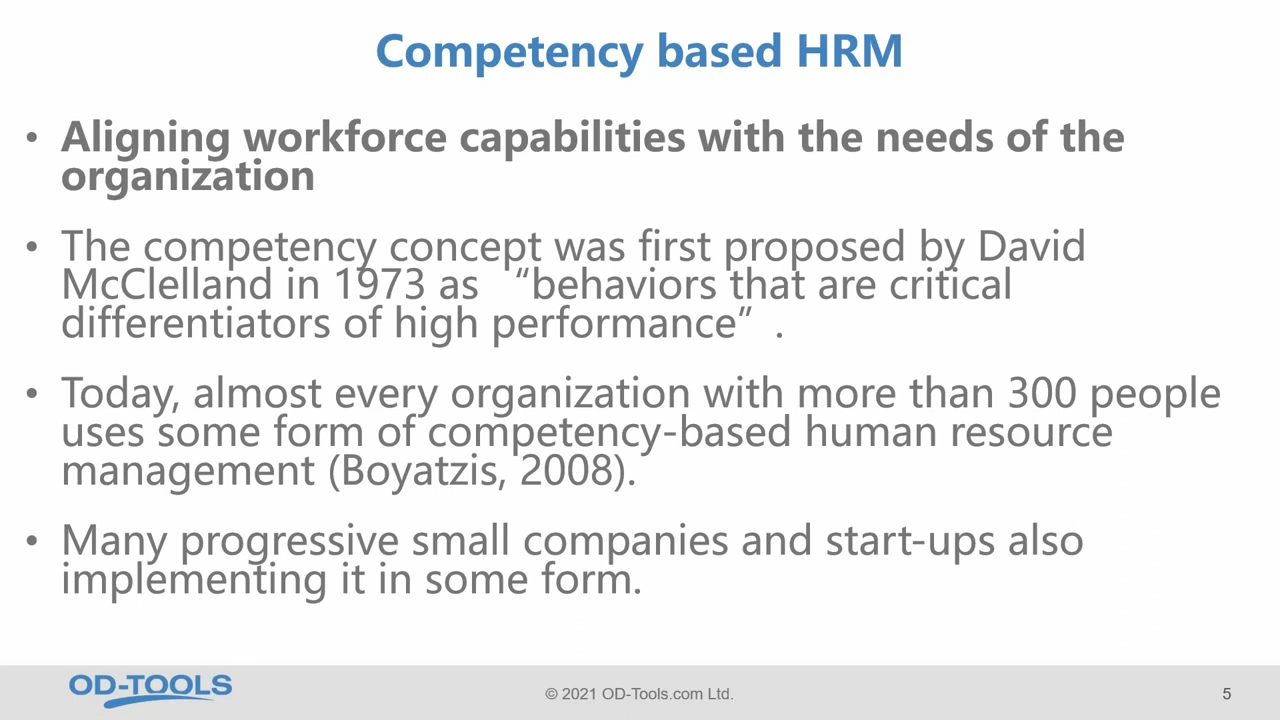 Competency based HRM
• Aligning workforce capabilities with the needs of the
organization
• The competency concept was first proposed by David
McClelland in 1973 as “behaviors that are critical
differentiators of high performance” .
• Today, almost every organization with more than 300 people
uses some form of competency-based human resource
management (Boyatzis, 2008).
• Many progressive small companies and start-ups also
implementing it in some form.
OD-TOOLS
© 2021 OD-Tools.com Ltd.
5